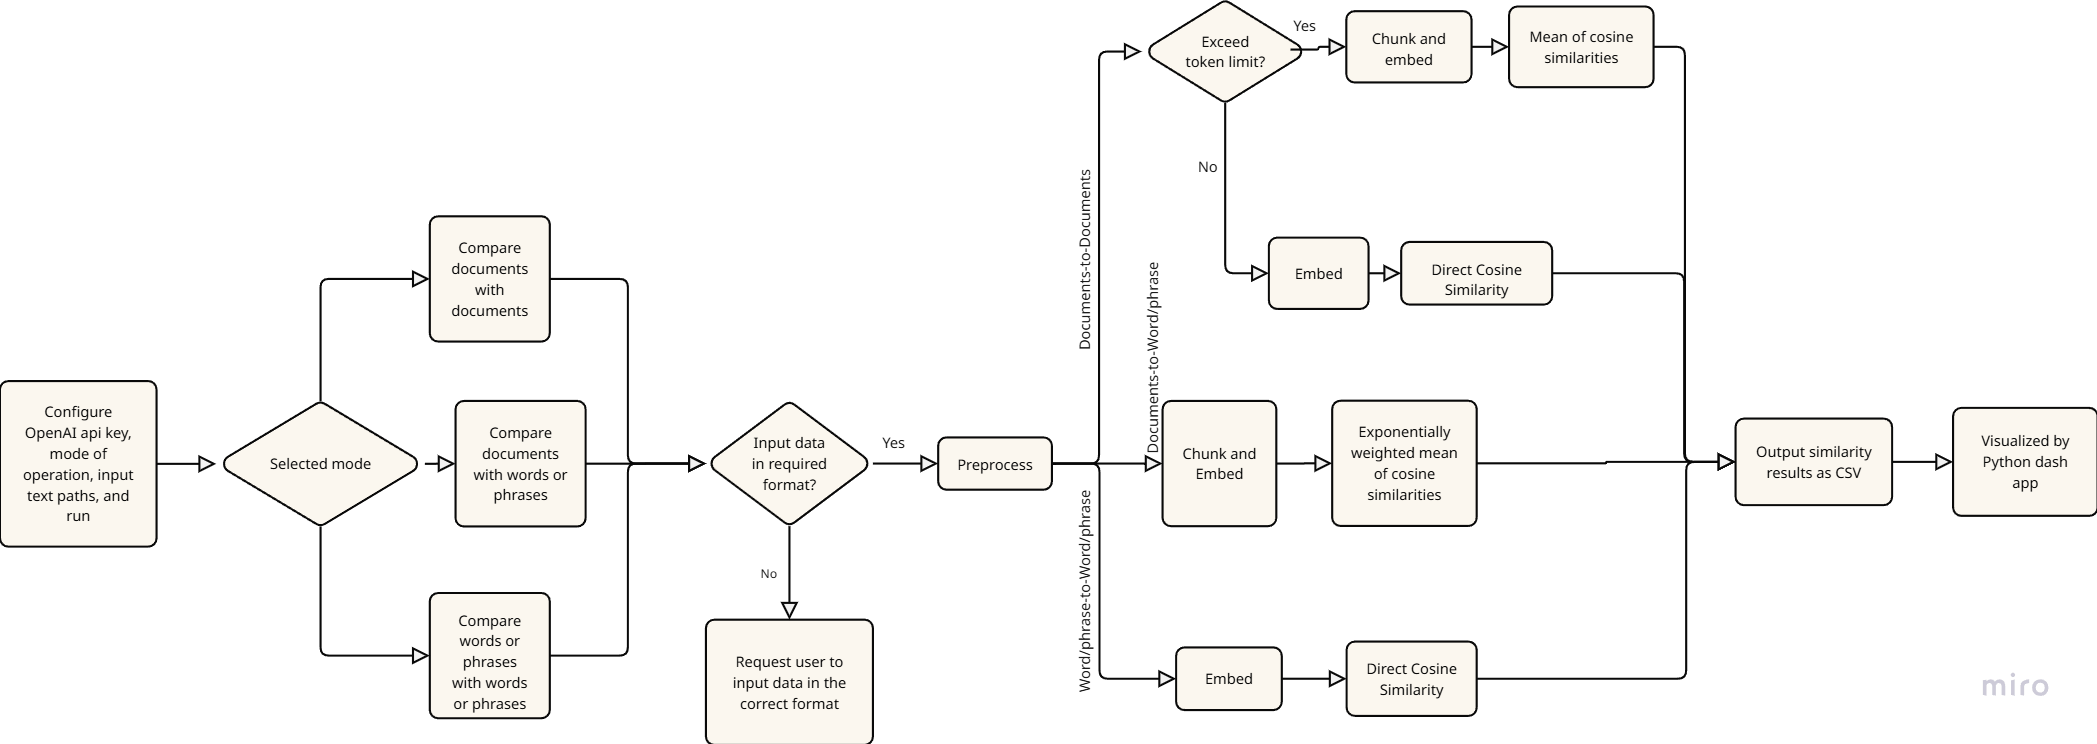 Configure
OpenAI api key,
mode of
operation, input
text paths, and
run
Selected mode
Compare
documents
with
documents
Compare
documents
with words or
phrases
Compare
words or
phrases
with words
or phrases
Input data
in required
format?
Yes
No
Request user to
input data in the
correct format
Preprocess
Documents-to-Documents
Documents-to-Word/phrase
Word/phrase-to-Word/phrase
Exceed
token limit?
Yes
No
Chunk and
embed
Mean of cosine
similarities
Embed
Direct Cosine
Similarity
Chunk and
Embed
Exponentially
weighted mean
of cosine
similarities
Embed
Direct Cosine
Similarity
Output similarity
results as CSV
Visualized by
Python dash
app
miro